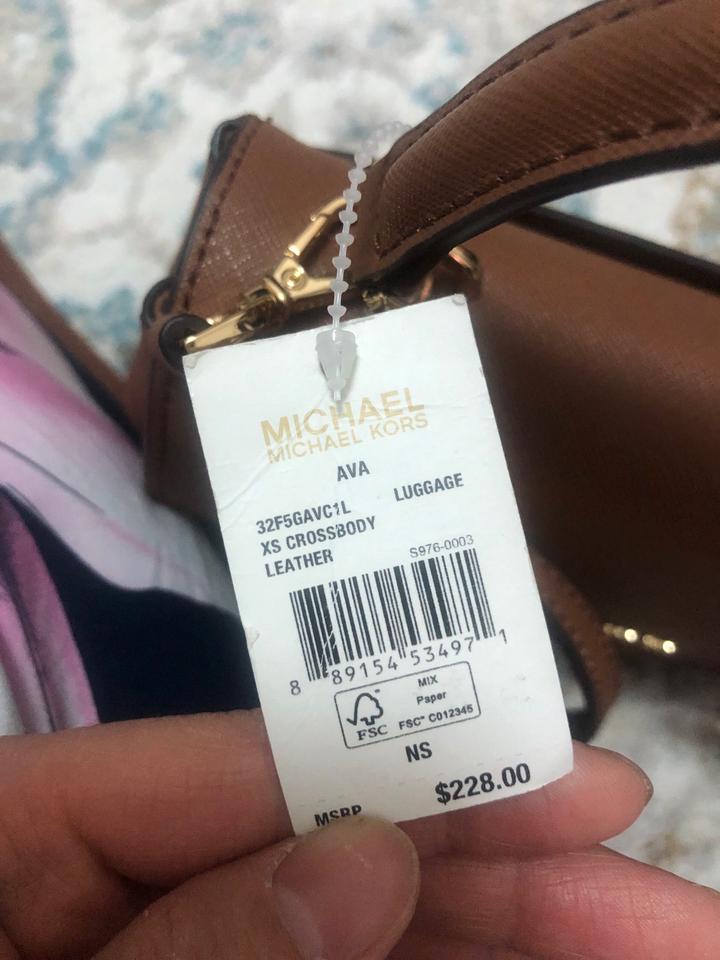 MICHAEL
MICHAEL KORS
AVA
32F5GAVC1L LUGGAGE
XS CROSSBODY
LEATHER S976-0003
8 89154 53497 1
MIX
Paper
FSC FSC™ C012345
NS
MSRP $228.00